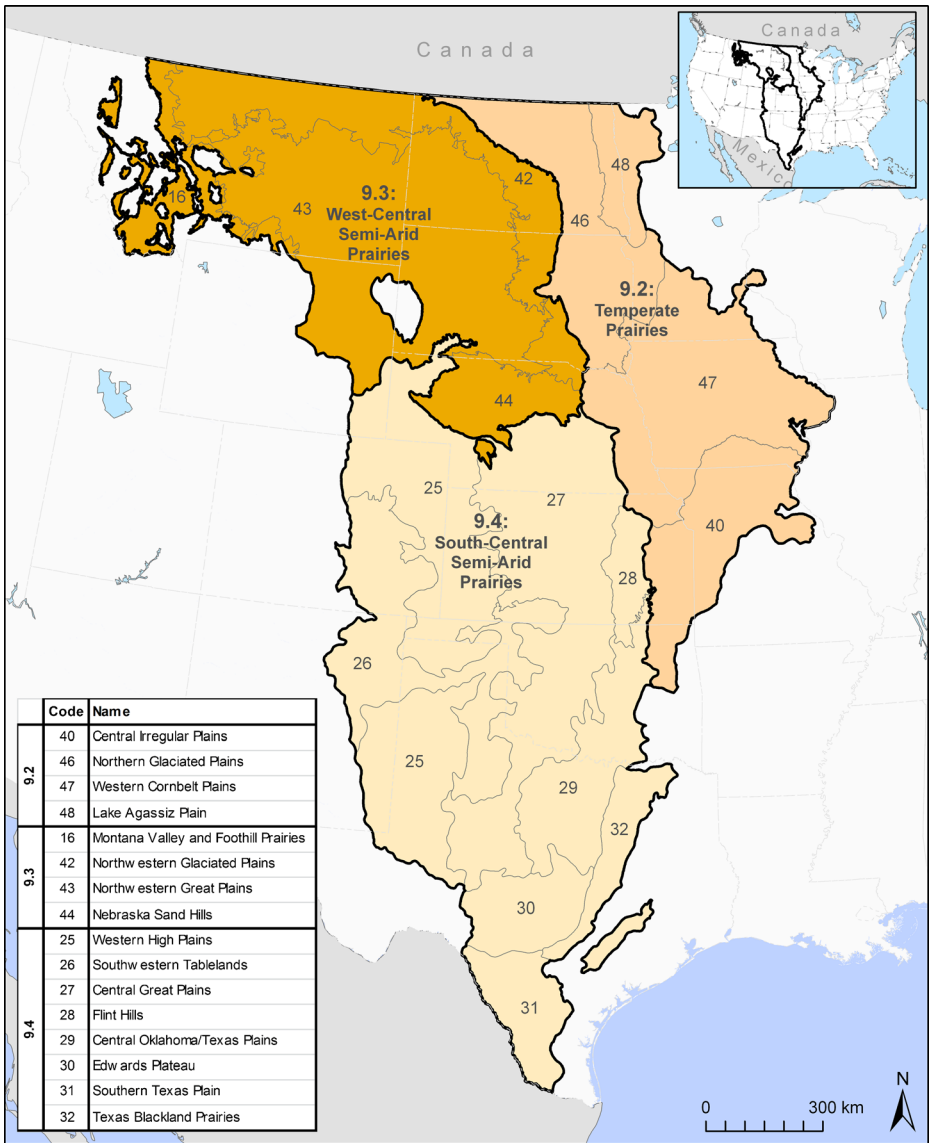 Canada
Canada
Mexico
16
43
9.3:
West-Central
Semi-Arid
Prairies
42
46
48
9.2:
Temperate
Prairies
47
44
25
27
9.4:
South-Central
Semi-Arid
Prairies
40
28
26
25
29
32
30
31
Code Name
9.2
40 Central Irregular Plains
46 Northern Glaciated Plains
47 Western Cornbelt Plains
48 Lake Agassiz Plain
9.3
16 Montana Valley and Foothill Prairies
42 Northwestern Glaciated Plains
43 Northwestern Great Plains
44 Nebraska Sand Hills
9.4
25 Western High Plains
26 Southwestern Tablelands
27 Central Great Plains
28 Flint Hills
29 Central Oklahoma/Texas Plains
30 Edwards Plateau
31 Southern Texas Plain
32 Texas Blackland Prairies
0 300 km
N